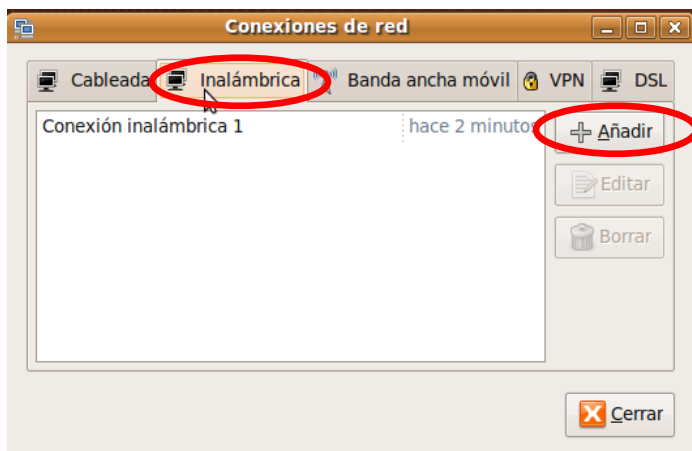 Conexiones de red
Cableada Inalámbrica Banda ancha móvil VPN DSL
Conexión inalámbrica 1 hace 2 minutos Añadir
Editar
Borrar
Cerrar